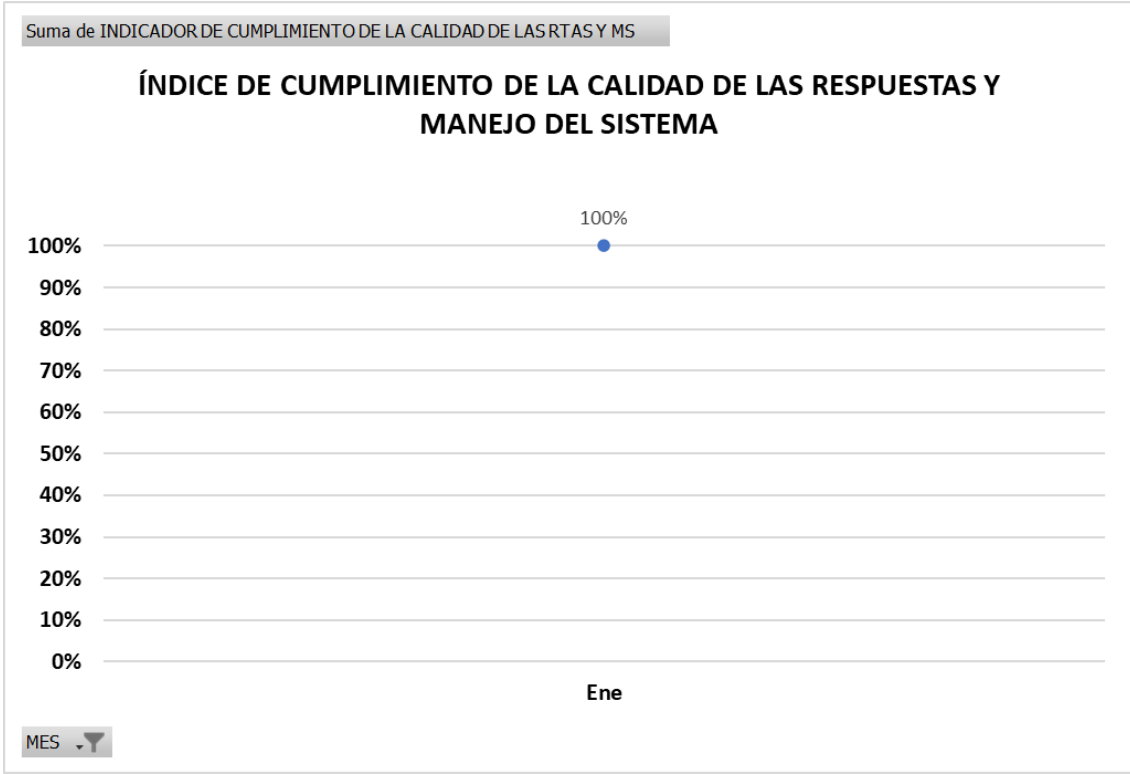 Suma de INDICADOR DE CUMPLIMIENTO DE LA CALIDAD DE LAS RTAS Y MS
ÍNDICE DE CUMPLIMIENTO DE LA CALIDAD DE LAS RESPUESTAS Y
MANEJO DEL SISTEMA
100%
100%
90%
80%
70%
60%
50%
40%
30%
20%
10%
0%
Ene
MES